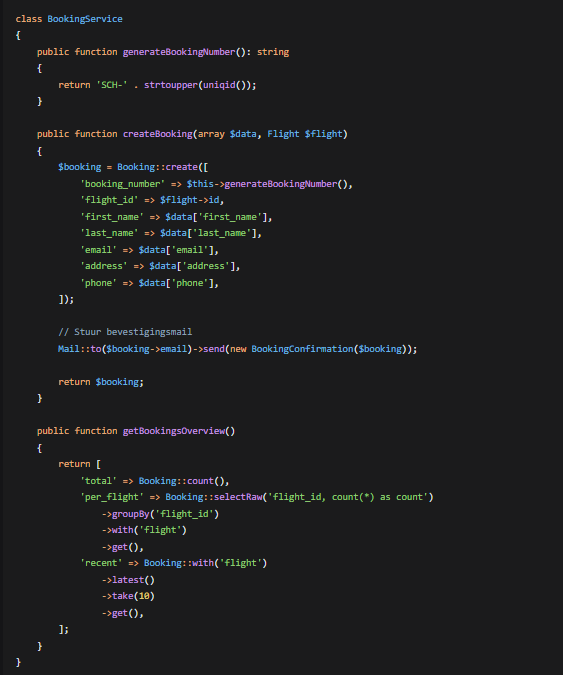 class BookingService
{
    public function generateBookingNumber(): string
    {
        return 'SCH-' . strtoupper(uniqid());
    }

    public function createBooking(array $data, Flight $flight)
    {
        $booking = Booking::create([
            'booking_number' => $this->generateBookingNumber(),
            'flight_id' => $flight->id,
            'first_name' => $data['first_name'],
            'last_name' => $data['last_name'],
            'email' => $data['email'],
            'address' => $data['address'],
            'phone' => $data['phone'],
        ]);

        // Stuur bevestigingsmail
        Mail::to($booking->email)->send(new BookingConfirmation($booking));

        return $booking;
    }

    public function getBookingsOverview()
    {
        return [
            'total' => Booking::count(),
            'per_flight' => Booking::selectRaw('flight_id, count(*) as count')
                ->groupBy('flight_id')
                ->with('flight')
                ->get(),
            'recent' => Booking::with('flight')
                ->latest()
                ->take(10)
                ->get(),
        ];
    }
}